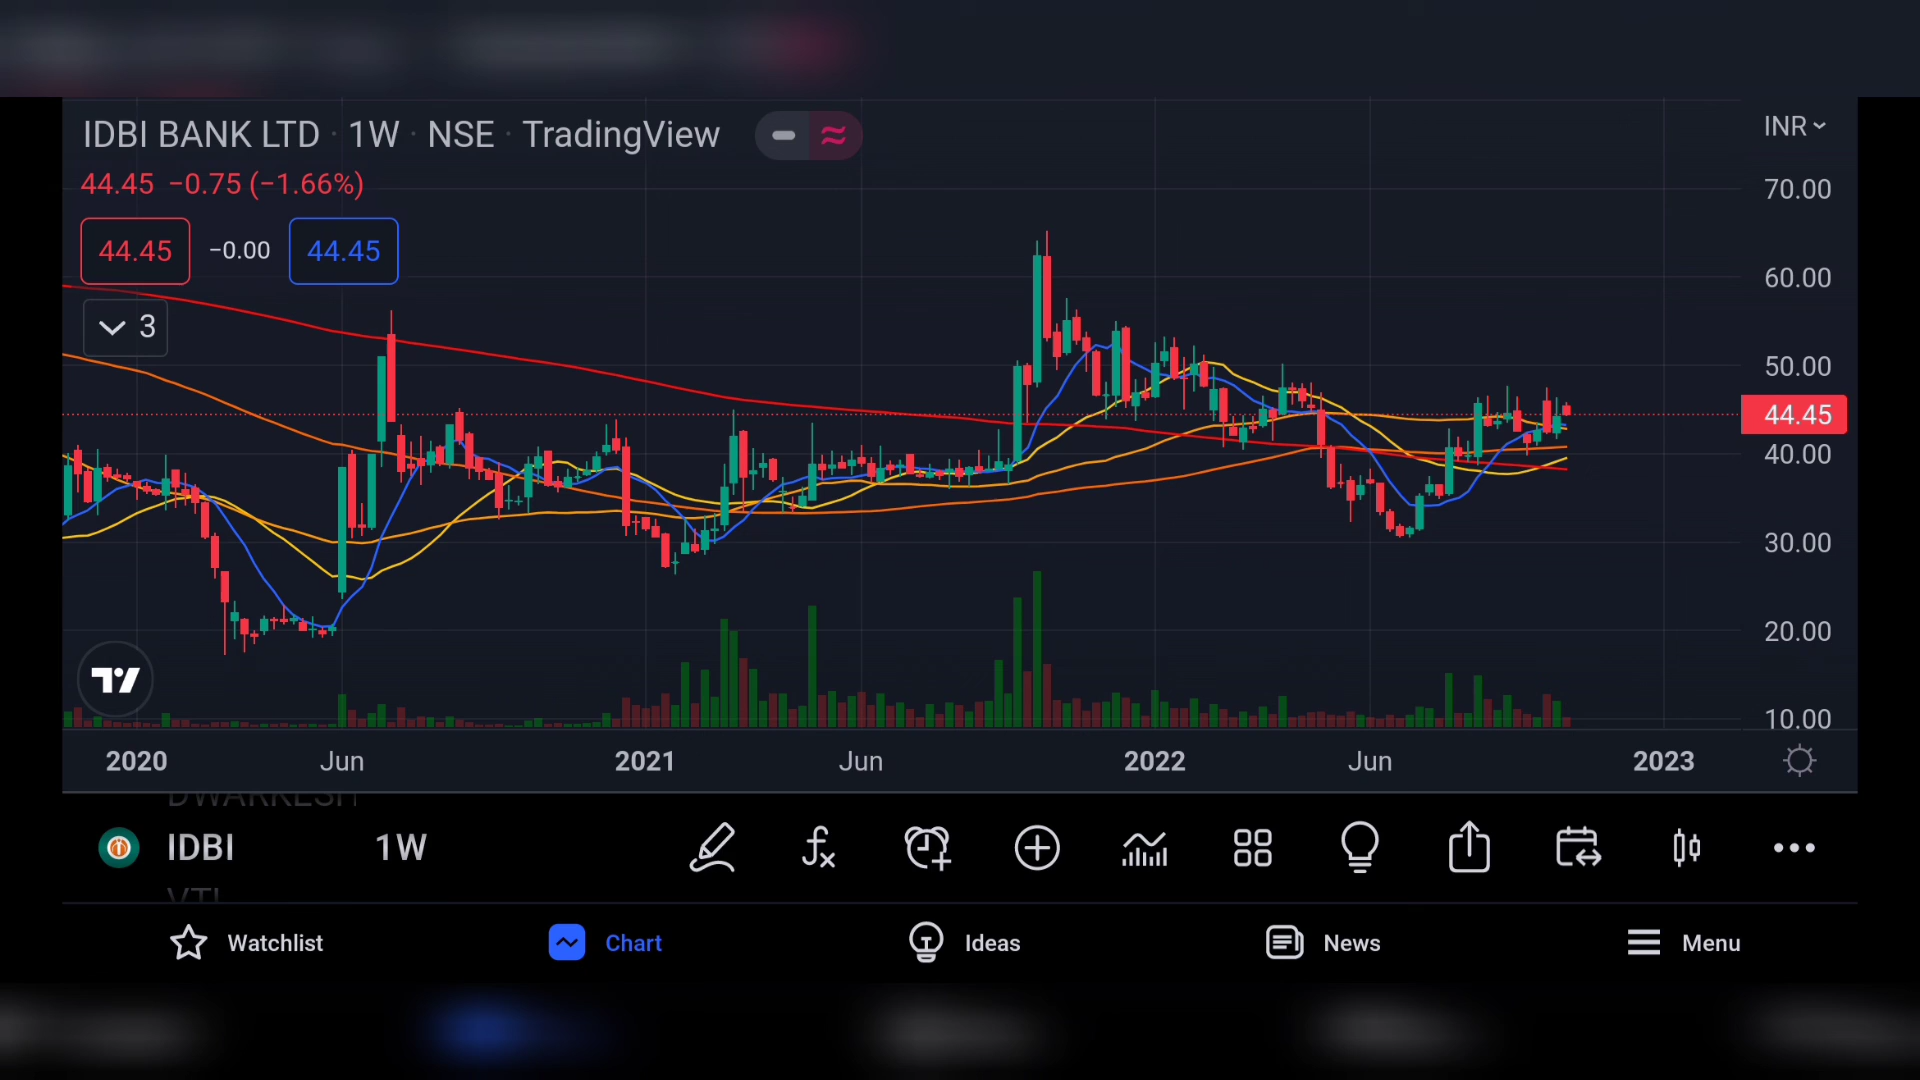 IDBI BANK LTD · 1W · NSE · TradingView
INR
44.45 −0.75 (−1.66%)
44.45 −0.00 44.45
3
70.00
60.00
50.00
44.45
40.00
30.00
20.00
10.00
2020 Jun 2021 Jun 2022 Jun 2023
DWARKESH
IDBI 1W
VTL
Watchlist Chart Ideas News Menu